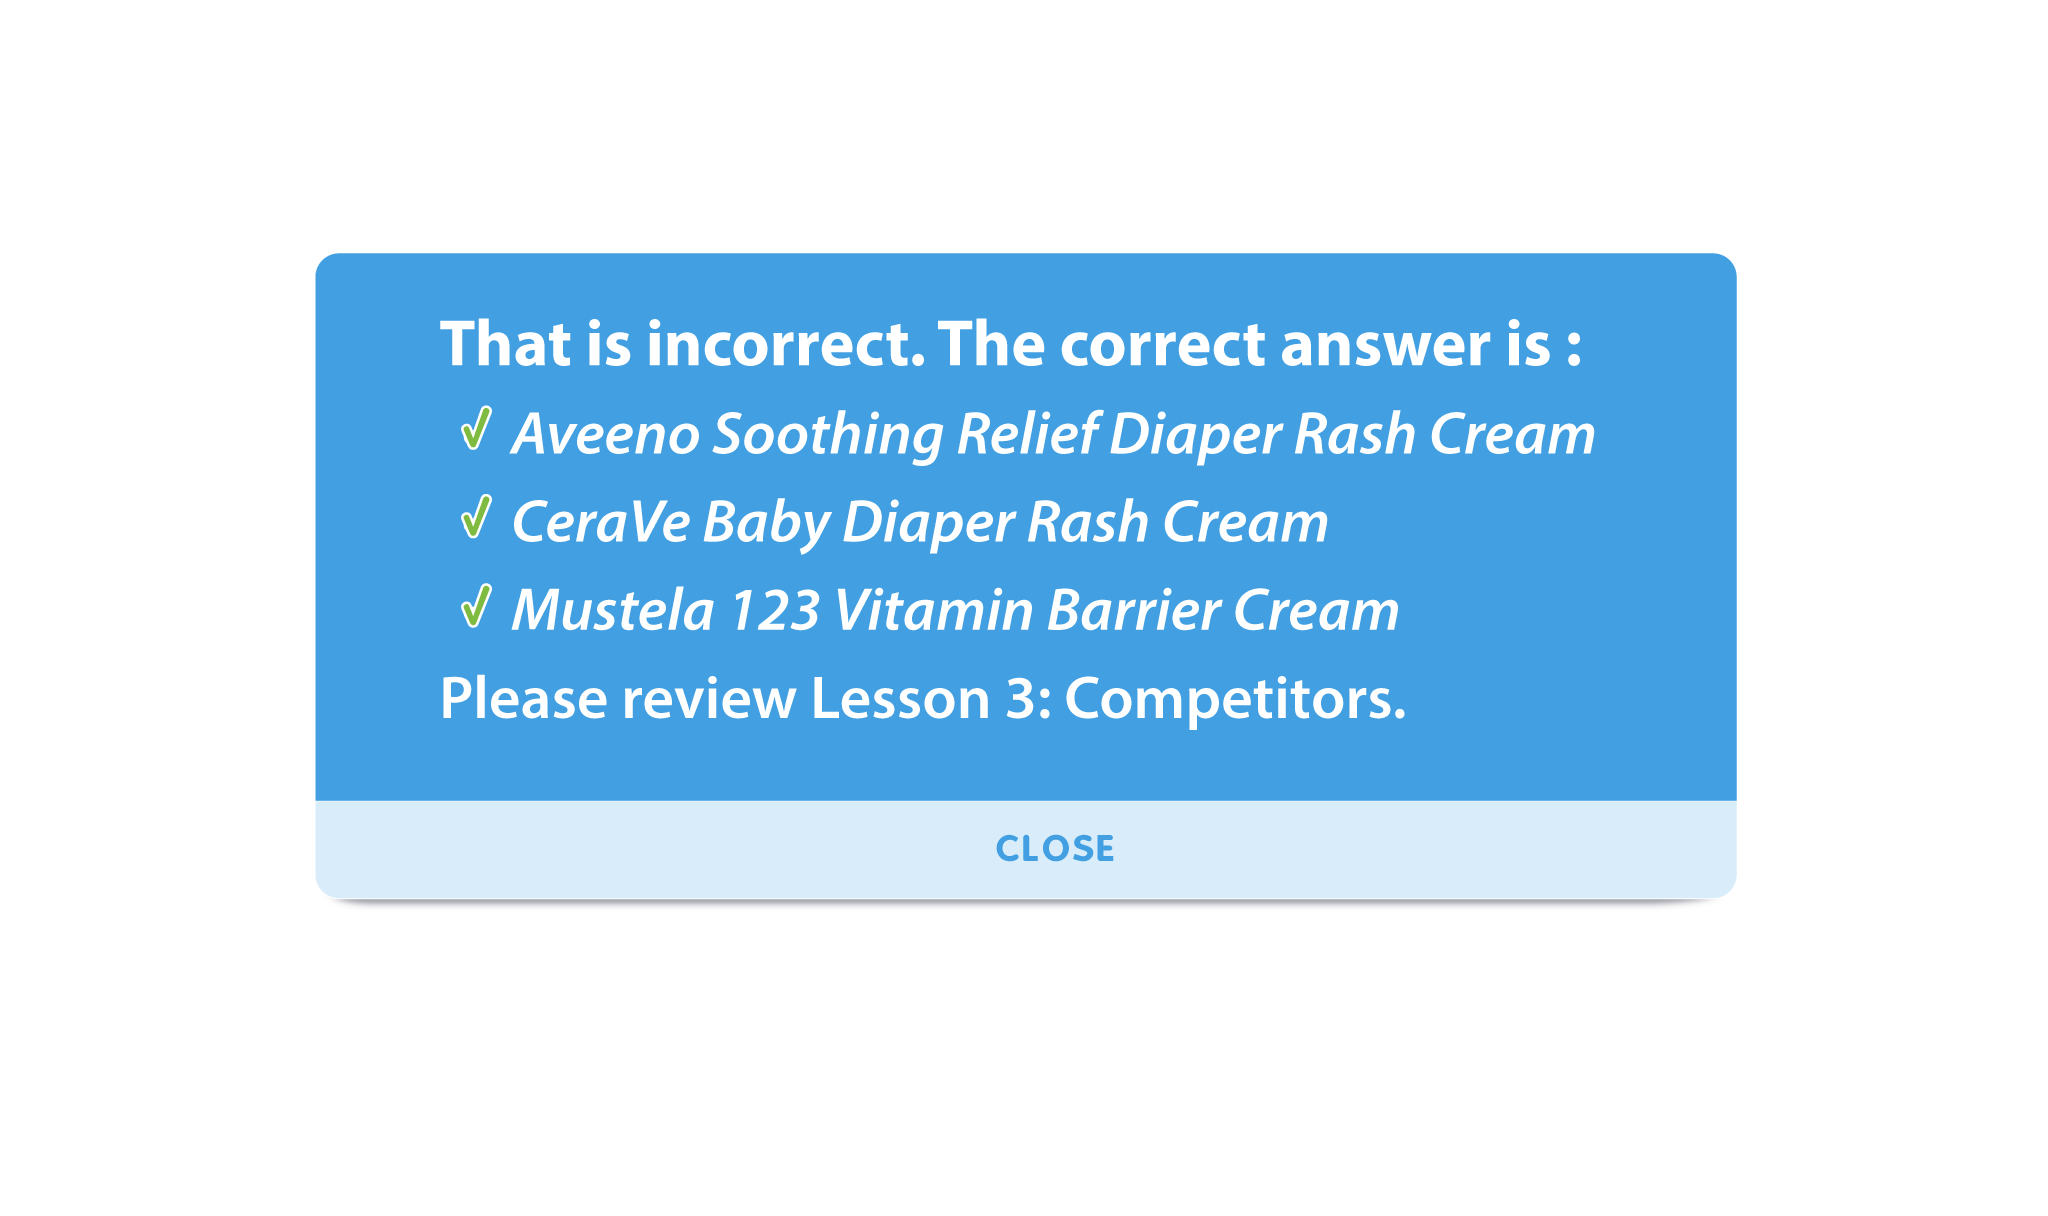 That is incorrect. The correct answer is :
Aveeno Soothing Relief Diaper Rash Cream
CeraVe Baby Diaper Rash Cream
Mustela 123 Vitamin Barrier Cream
Please review Lesson 3: Competitors.
CLOSE